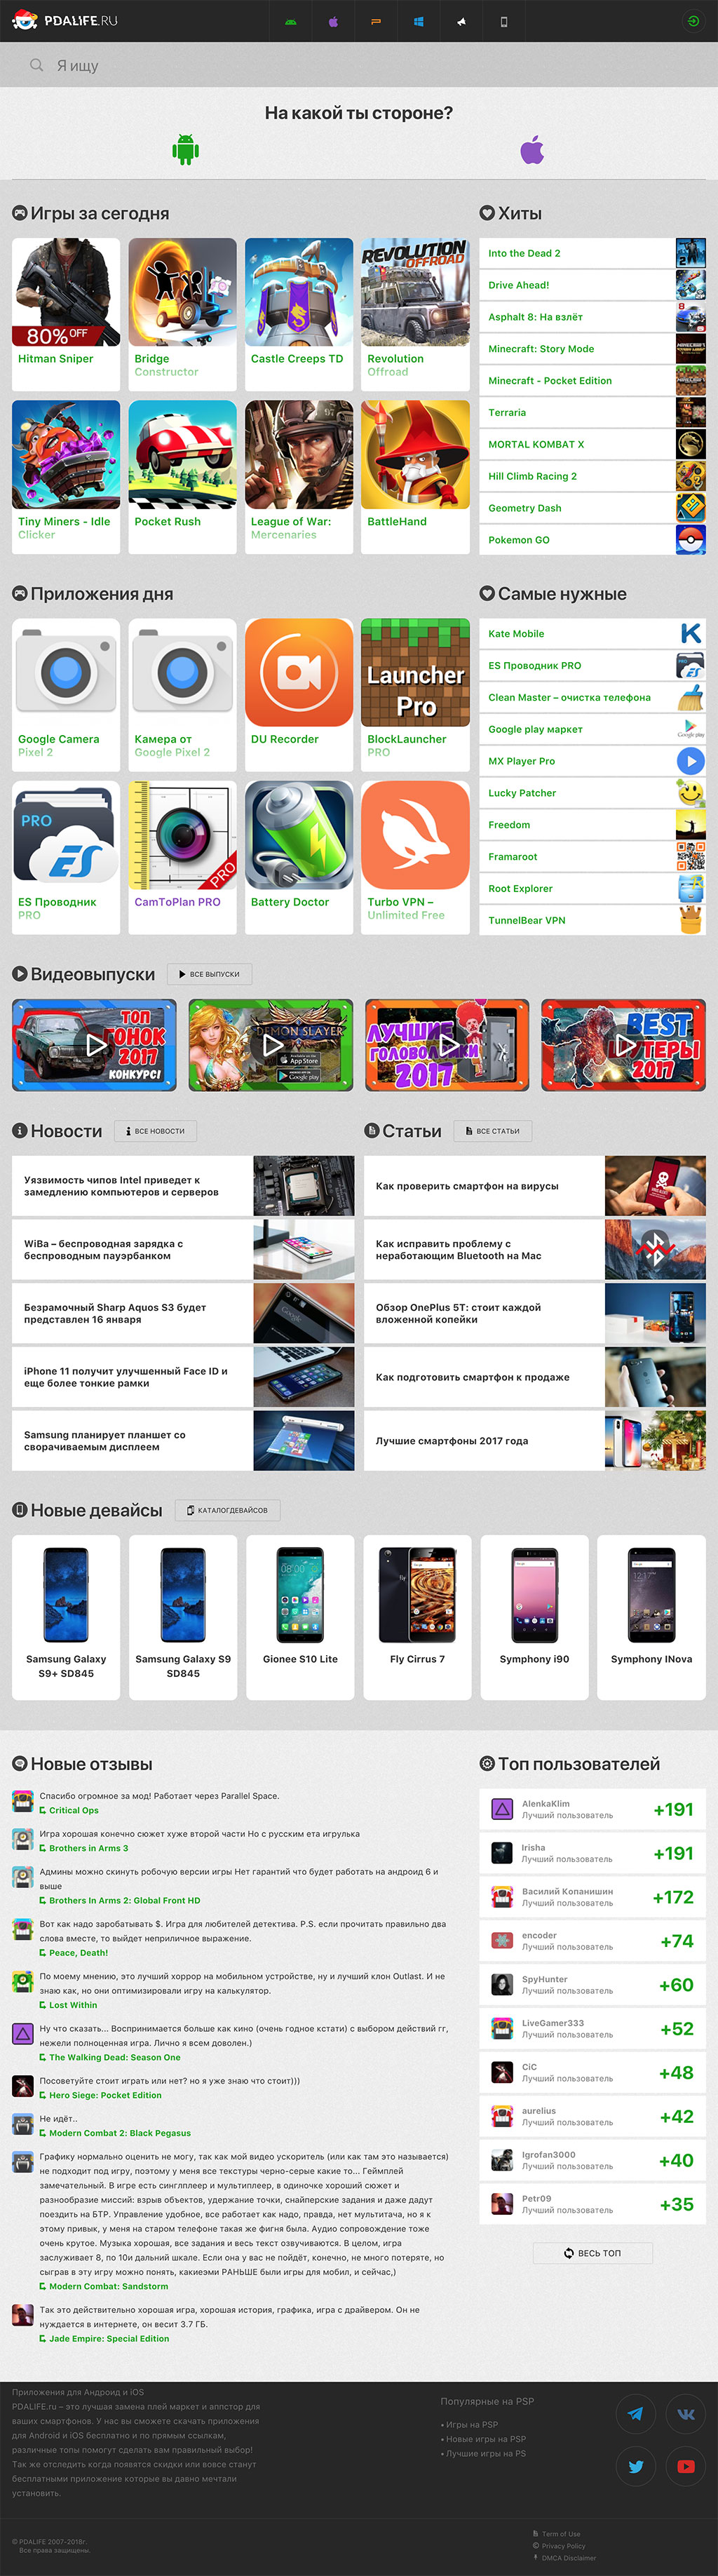 PDALIFE.RU
Я ищу
На какой ты стороне?
Игры за сегодня
80% OFF
Hitman Sniper
Bridge
Constructor
Castle Creeps TD
REVOLUTION
OFFROAD
Revolution
Offroad
Tiny Miners - Idle
Clicker
Pocket Rush
League of War:
Mercenaries
BattleHand
Хиты
Into the Dead 2
Drive Ahead!
Asphalt 8: На взлёт
Minecraft: Story Mode
Minecraft - Pocket Edition
Terraria
MORTAL KOMBAT X
Hill Climb Racing 2
Geometry Dash
Pokemon GO
Приложения дня
Google Camera
Pixel 2
Камера от
Google Pixel 2
DU Recorder
Launcher
Pro
BlockLauncher
PRO
PRO
ES
ES Проводник
PRO
PRO
CamToPlan PRO
Battery Doctor
Turbo VPN –
Unlimited Free
Самые нужные
Kate Mobile
ES Проводник PRO
Clean Master – очистка телефона
Google play маркет
MX Player Pro
Lucky Patcher
Freedom
Framaroot
Root Explorer
TunnelBear VPN
Видеовыпуски
ВСЕ ВЫПУСКИ
ТОП
ГОНОК
2017
КОНКУРС!
DEMON SLAYER
App Store
Google play
ЛУЧШИЕ
ГОЛОВОЛОМКИ
2017
BEST
ШУТЕРЫ
2017
Новости
ВСЕ НОВОСТИ
Уязвимость чипов Intel приведет к
замедлению компьютеров и серверов
WiBa – беспроводная зарядка с
беспроводным пауэрбанком
Безрамочный Sharp Aquos S3 будет
представлен 16 января
iPhone 11 получит улучшенный Face ID и
еще более тонкие рамки
Samsung планирует планшет со
сворачиваемым дисплеем
Статьи
ВСЕ СТАТЬИ
Как проверить смартфон на вирусы
Как исправить проблему с
неработающим Bluetooth на Mac
Обзор OnePlus 5T: стоит каждой
вложенной копейки
Как подготовить смартфон к продаже
Лучшие смартфоны 2017 года
Новые девайсы
КАТАЛОГДЕВАЙСОВ
Samsung Galaxy
S9+ SD845
Samsung Galaxy S9
SD845
Gionee S10 Lite
Fly Cirrus 7
Symphony i90
Symphony INova
Новые отзывы
Спасибо огромное за мод! Работает через Parallel Space.
Critical Ops
Игра хорошая конечно сюжет хуже второй части Но с русским ета игрулька
Brothers in Arms 3
Админы можно скинуть робочую версии игры Нет гарантий что будет работать на андроид 6 и
выше
Brothers In Arms 2: Global Front HD
Вот как надо зарабатывать $. Игра для любителей детектива. P.S. если прочитать правильно два
слова вместе, то выйдет неприличное выражение.
Peace, Death!
По моему мнению, это лучший хоррор на мобильном устройстве, ну и лучший клон Outlast. И не
знаю как, но они оптимизировали игру на калькулятор.
Lost Within
Ну что сказать... Воспринимается больше как кино (очень годное кстати) с выбором действий гг,
нежели полноценная игра. Лично я всем доволен.)
The Walking Dead: Season One
Посоветуйте стоит играть или нет? но я уже знаю что стоит)))
Hero Siege: Pocket Edition
Не идёт..
Modern Combat 2: Black Pegasus
Графику нормально оценить не могу, так как мой видео ускоритель (или как там это называется)
не подходит под игру, поэтому у меня все текстуры черно-серые какие то... Геймплей
замечательный. В игре есть синглплеер и мультиплеер, в одиночке хороший сюжет и
разнообразие миссий: взрыв объектов, удержание точки, снайперские задания и даже дадут
поездить на БТР. Управление удобное, все работает как надо, правда, нет мультитача, но я к
этому привык, у меня на старом телефоне такая же фигня была. Аудио сопровождение тоже
очень крутое. Музыка хорошая, все задания и весь текст озвучиваются. В целом, игра
заслуживает 8, по 10и дальний шкале. Если она у вас не пойдёт, конечно, не много потеряте, но
сыграв в эту игру можно понять, какиеэми РАНЬШЕ были игры для мобил, и сейчас,)
Modern Combat: Sandstorm
Так это действительно хорошая игра, хорошая история, графика, игра с драйвером. Он не
нуждается в интернете, он весит 3.7 ГБ.
Jade Empire: Special Edition
Топ пользователей
AlenkaKlim
Лучший пользователь
+191
Irisha
Лучший пользователь
+191
Василий Копанишин
Лучший пользователь
+172
encoder
Лучший пользователь
+74
SpyHunter
Лучший пользователь
+60
LiveGamer333
Лучший пользователь
+52
CiC
Лучший пользователь
+48
aurelius
Лучший пользователь
+42
Igrofan3000
Лучший пользователь
+40
Petr09
Лучший пользователь
+35
ВЕСЬ ТОП
Приложения для Андроид и iOS
PDALIFE.ru – это лучшая замена плей маркет и аппстор для
ваших смартфонов. У нас вы сможете скачать приложения
для Android и iOS бесплатно и по прямым ссылкам,
различные топы помогут сделать вам правильный выбор!
Так же отследить когда появятся скидки или вовсе станут
бесплатными приложение которые вы давно мечтали
установить.
Популярные на PSP
• Игры на PSP
• Новые игры на PSP
• Лучшие игры на PS
© PDALIFE 2007-2018г.
Все права защищены.
Term of Use
Privacy Policy
DMCA Disclaimer